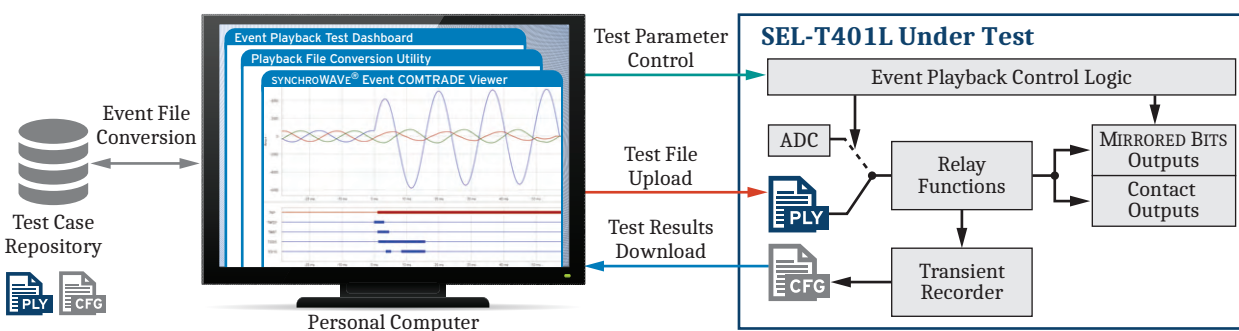 Event Playback Test Dashboard
Playback File Conversion Utility
SYNCHROWAVE® Event COMTRADE Viewer
Event File
Conversion
Test Case
Repository
PLY
CFG
Personal Computer
Test Parameter
Control
Test File
Upload
Test Results
Download
SEL-T401L Under Test
Event Playback Control Logic
ADC
PLY
CFG
Relay
Functions
Transient
Recorder
MIRRORED BITS
Outputs
Contact
Outputs